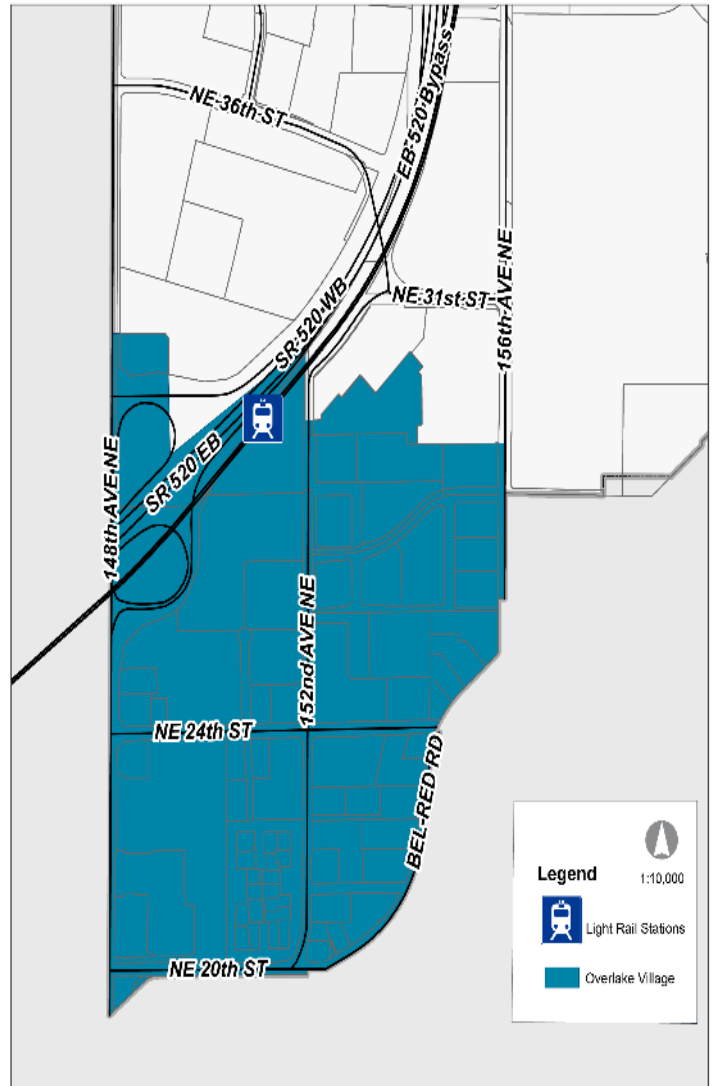 NE 36th ST
EB 520 Bypass
SR 520 WB
NE 31st ST
156th AVE NE
148th AVE NE
SR 520 EB
152nd AVE NE
NE 24th ST
BEL-RED RD
NE 20th ST
Legend
1:10,000
Light Rail Stations
Overlake Village